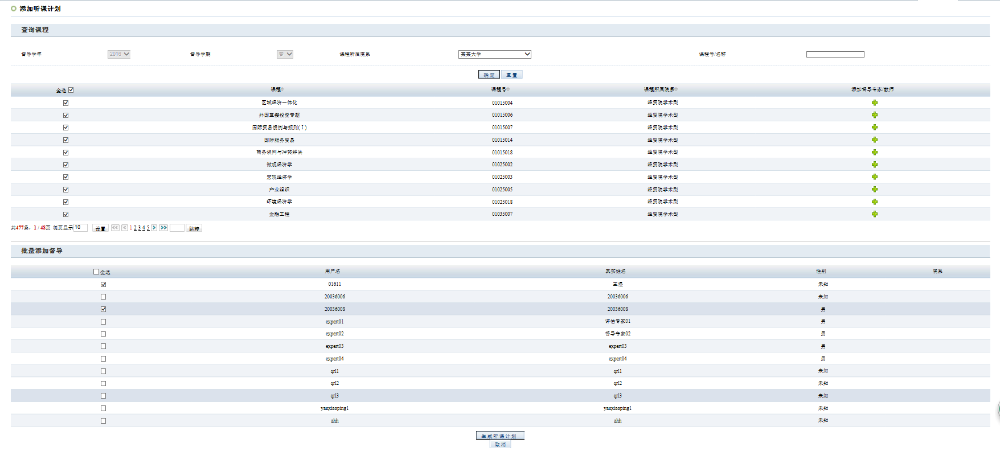 添加听课计划
查询课程
督导学年 2016 督导学期 春 课程所属院系 某某大学 课程号/名称
确定 重置
全选 课程 课程号 课程所属院系 添加督导专家/教师
区域经济一体化 01015004 经贸院学术型
外国直接投资专题 01015006 经贸院学术型
国际贸易惯例与规则(I) 01015007 经贸院学术型
国际服务贸易 01015014 经贸院学术型
商务谈判与冲突解决 01015018 经贸院学术型
微观经济学 01025002 经贸院学术型
宏观经济学 01025003 经贸院学术型
产业组织 01025005 经贸院学术型
环境经济学 01025018 经贸院学术型
金融工程 01035007 经贸院学术型
共477条, 1 / 48页 每页显示 10 设置 1 2 3 4 5 跳转
批量添加督导
全选 用户名 真实姓名 性别 院系
01611 未知
20036006 20036006 未知
20036008 20036008 男
expert01 评估专家01 男
expert02 督导专家02 男
expert03 expert03 男
expert04 expert04 男
qrl1 qrl1 未知
qrl2 qrl2 未知
qrl3 qrl3 未知
yanxiaoping1 yanxiaoping1 未知
zhh zhh 未知
生成听课计划
取消